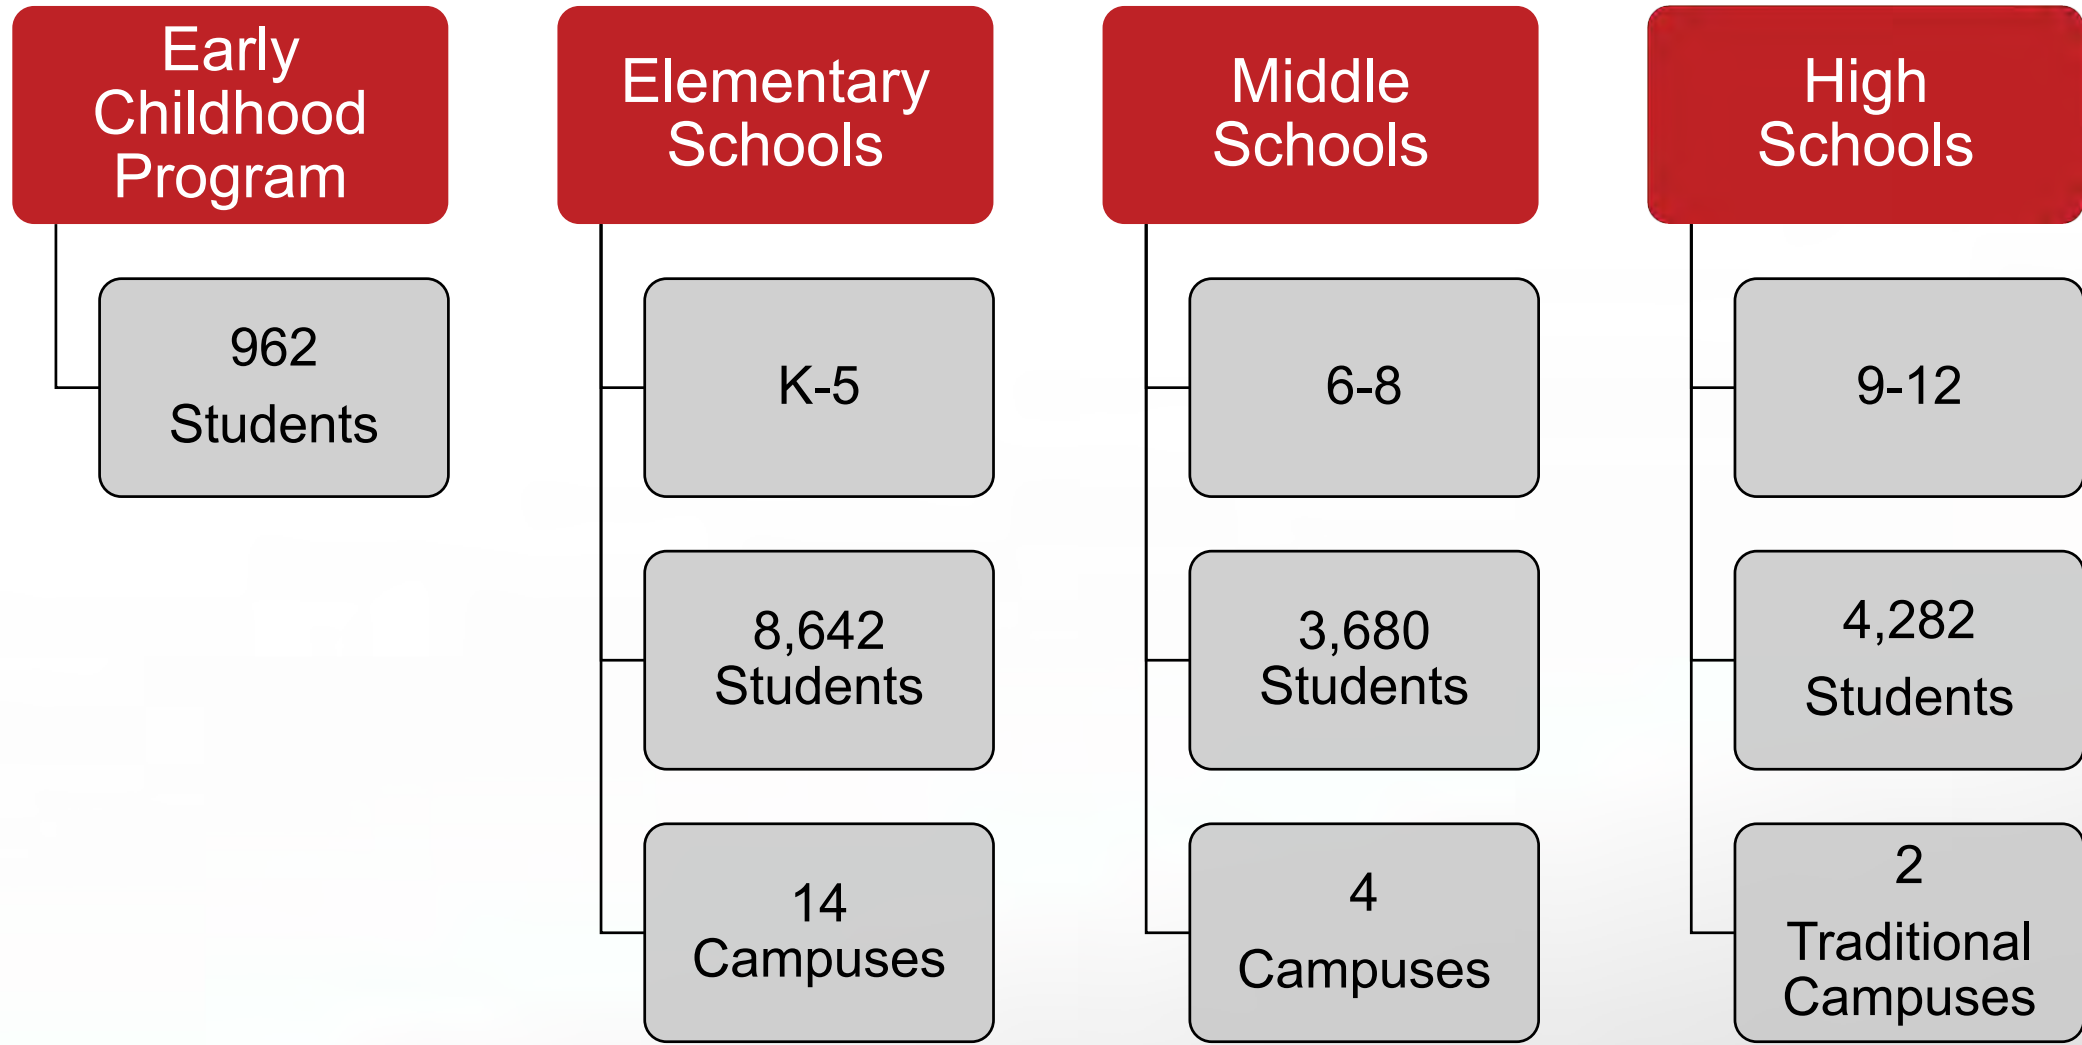 Early
Childhood
Program
962
Students
Elementary
Schools
K-5
8,642
Students
14
Campuses
Middle
Schools
6-8
3,680
Students
4
Campuses
High
Schools
9-12
4,282
Students
2
Traditional
Campuses